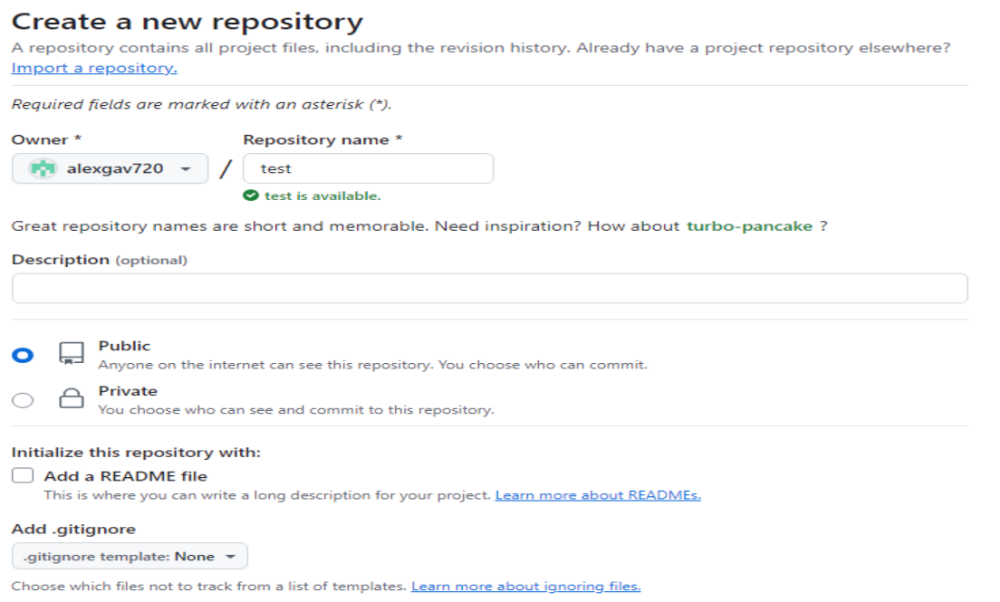 Create a new repository
A repository contains all project files, including the revision history. Already have a project repository elsewhere?
Import a repository.
Required fields are marked with an asterisk (*).
Owner *
Repository name *
alexgav720
/
test
test is available.
Great repository names are short and memorable. Need inspiration? How about turbo-pancake ?
Description (optional)
Public
Anyone on the internet can see this repository. You choose who can commit.
Private
You choose who can see and commit to this repository.
Initialize this repository with:
Add a README file
This is where you can write a long description for your project. Learn more about READMEs.
Add .gitignore
.gitignore template: None
Choose which files not to track from a list of templates. Learn more about ignoring files.